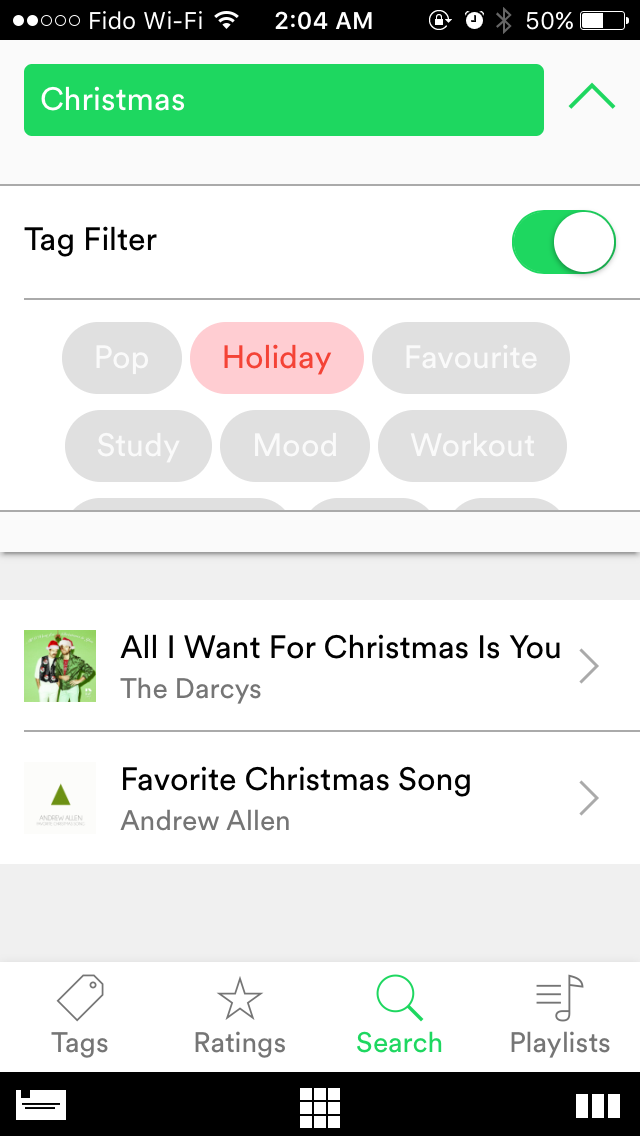 Fido Wi-Fi 2:04 AM 50%
Christmas
Tag Filter
Pop Holiday Favourite
Study Mood Workout
All I Want For Christmas Is You
The Darcys
Favorite Christmas Song
Andrew Allen
ANDREW ALLEN
Tags Ratings Search Playlists